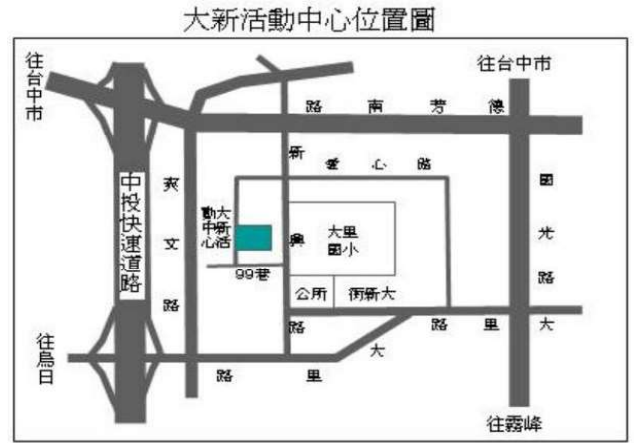 大新活動中心位置圖
往台中市
往台中市
路南芳德
新興路
愛心路
中投快速道路
爽文路
大新活
動中心
大里
國小
國光路
99巷
公所
街新大
路里大
往烏日
路里大
往霧峰